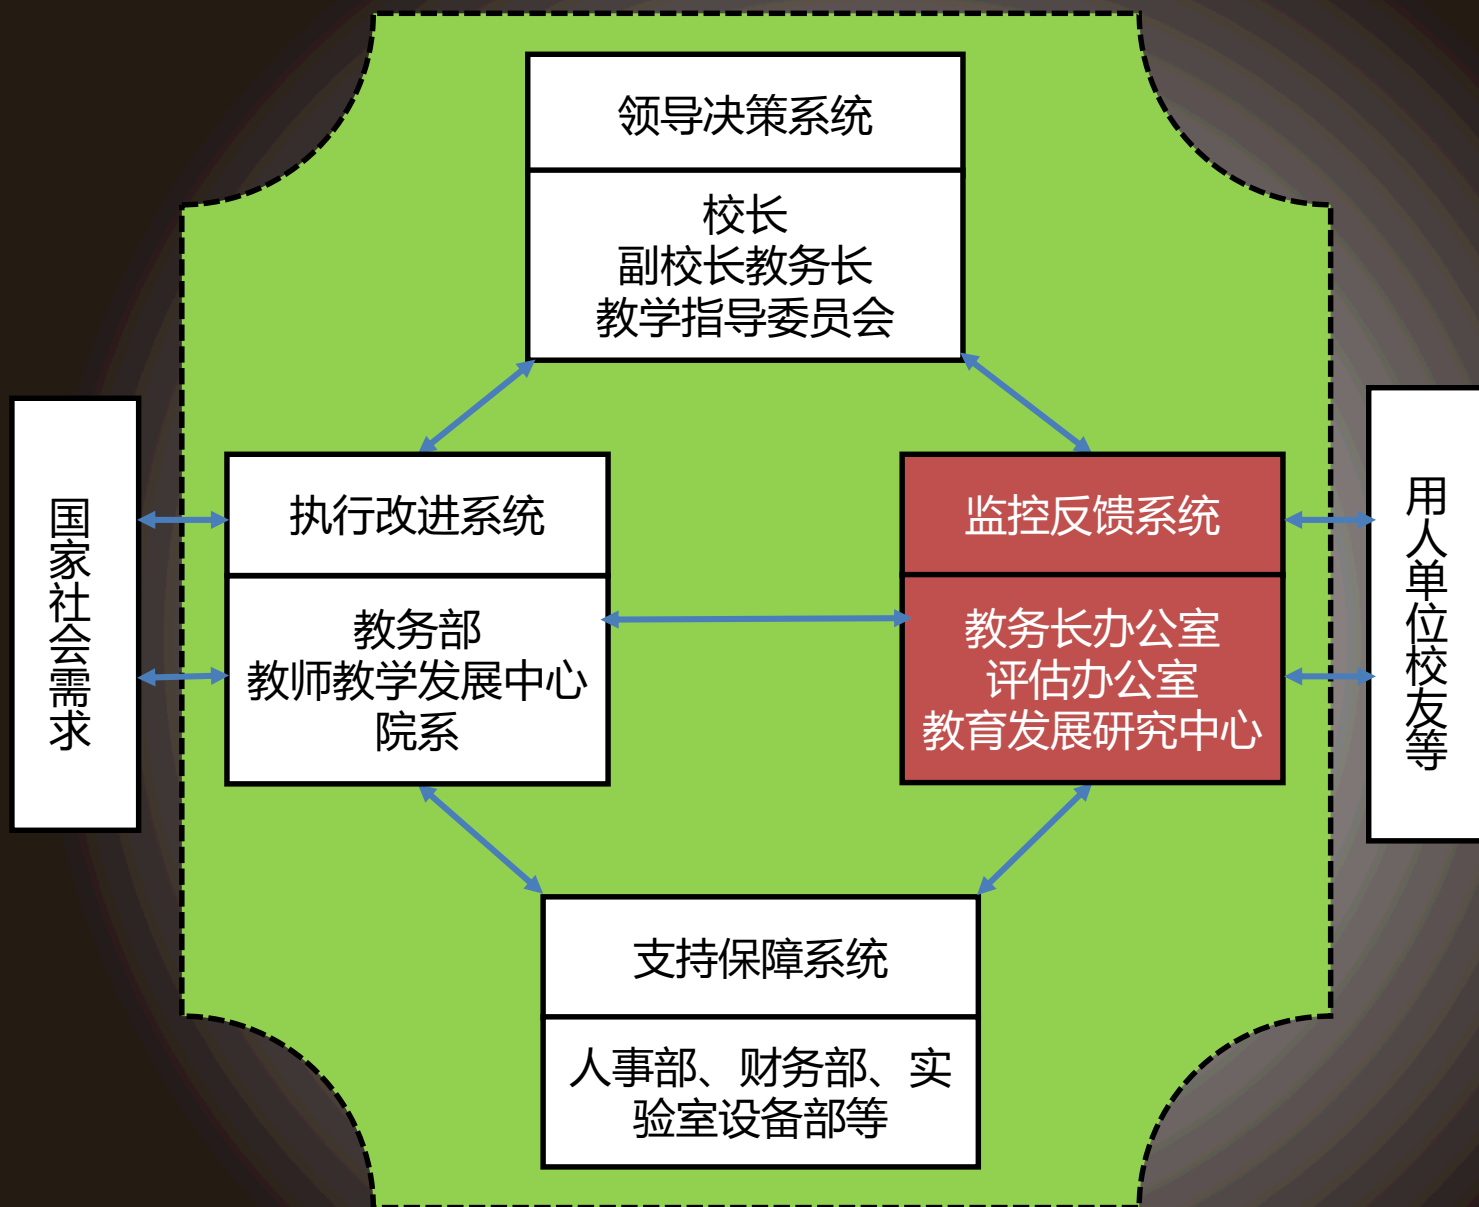 领导决策系统
校长
副校长教务长
教学指导委员会
国家社会需求
执行改进系统
教务部
教师教学发展中心
院系
监控反馈系统
教务长办公室
评估办公室
教育发展研究中心
用人单位校友等
支持保障系统
人事部、财务部、实
验室设备部等